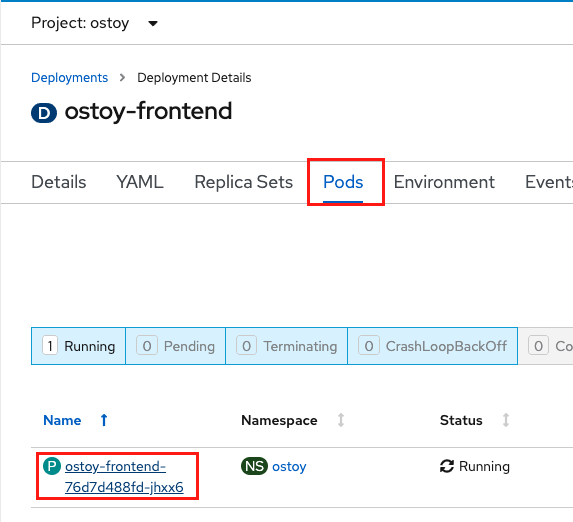 Project: ostoy
Deployments > Deployment Details
D ostoy-frontend
Details YAML Replica Sets Pods Environment Events
1 Running 0 Pending 0 Terminating 0 CrashLoopBackOff 0 Co
Name Namespace Status
P ostoy-frontend- NS ostoy Running
76d7d488fd-jhxx6